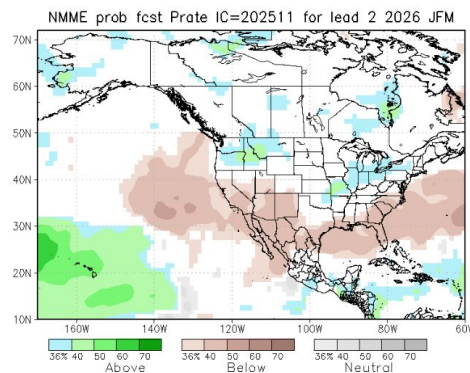 NMME prob fcst Prate IC=202511 for lead 2 2026 JFM
70N
60N
50N
40N
30N
20N
10N
160W 140W 120W 100W 80W 60W
36% 40 50 60 70 36% 40 50 60 70 36% 40 50 60 70
Above Below Neutral